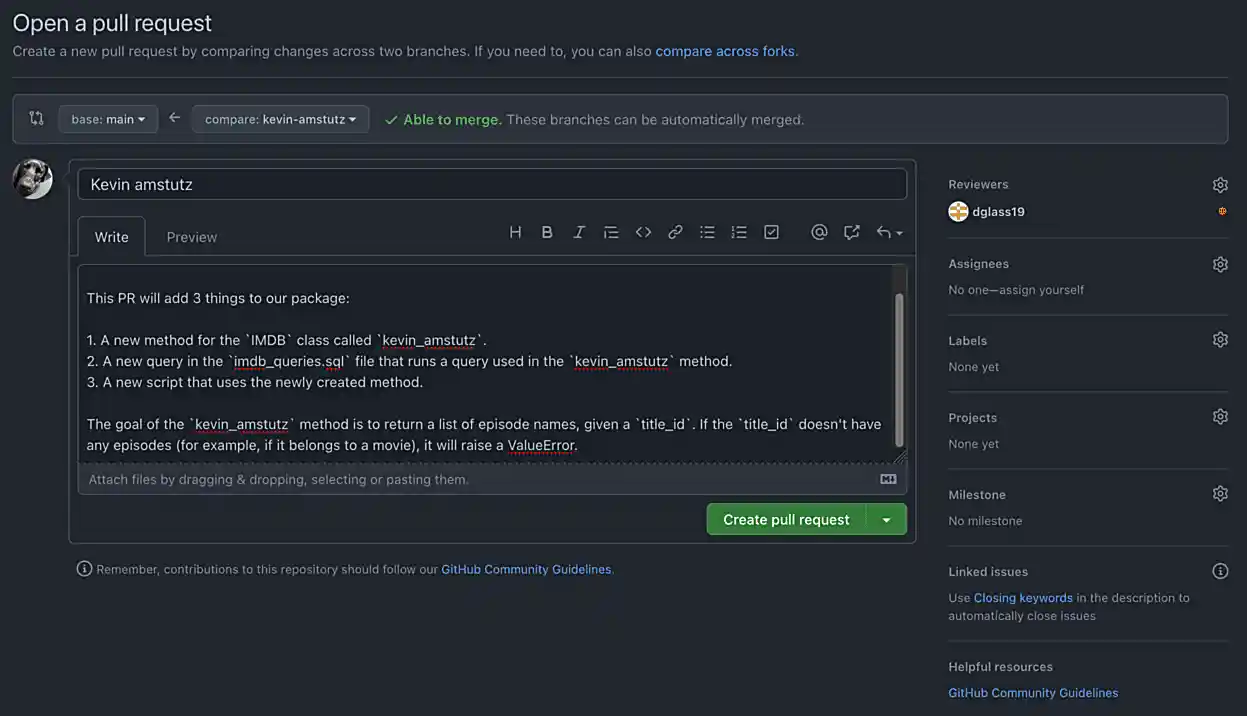 Open a pull request
Create a new pull request by comparing changes across two branches. If you need to, you can also compare across forks.
base: main
compare: kevin-amstutz
Able to merge. These branches can be automatically merged.
Kevin amstutz
Write
Preview
This PR will add 3 things to our package:
1. A new method for the `IMDB` class called `kevin_amstutz`.
2. A new query in the `imdb_queries.sql` file that runs a query used in the `kevin_amstutz` method.
3. A new script that uses the newly created method.
The goal of the `kevin_amstutz` method is to return a list of episode names, given a `title_id`. If the `title_id` doesn't have
any episodes (for example, if it belongs to a movie), it will raise a ValueError.
Attach files by dragging & dropping, selecting or pasting them.
Create pull request
Remember, contributions to this repository should follow our GitHub Community Guidelines.
Reviewers
dglass19
Assignees
No one—assign yourself
Labels
None yet
Projects
None yet
Milestone
No milestone
Linked issues
Use Closing keywords in the description to
automatically close issues
Helpful resources
GitHub Community Guidelines